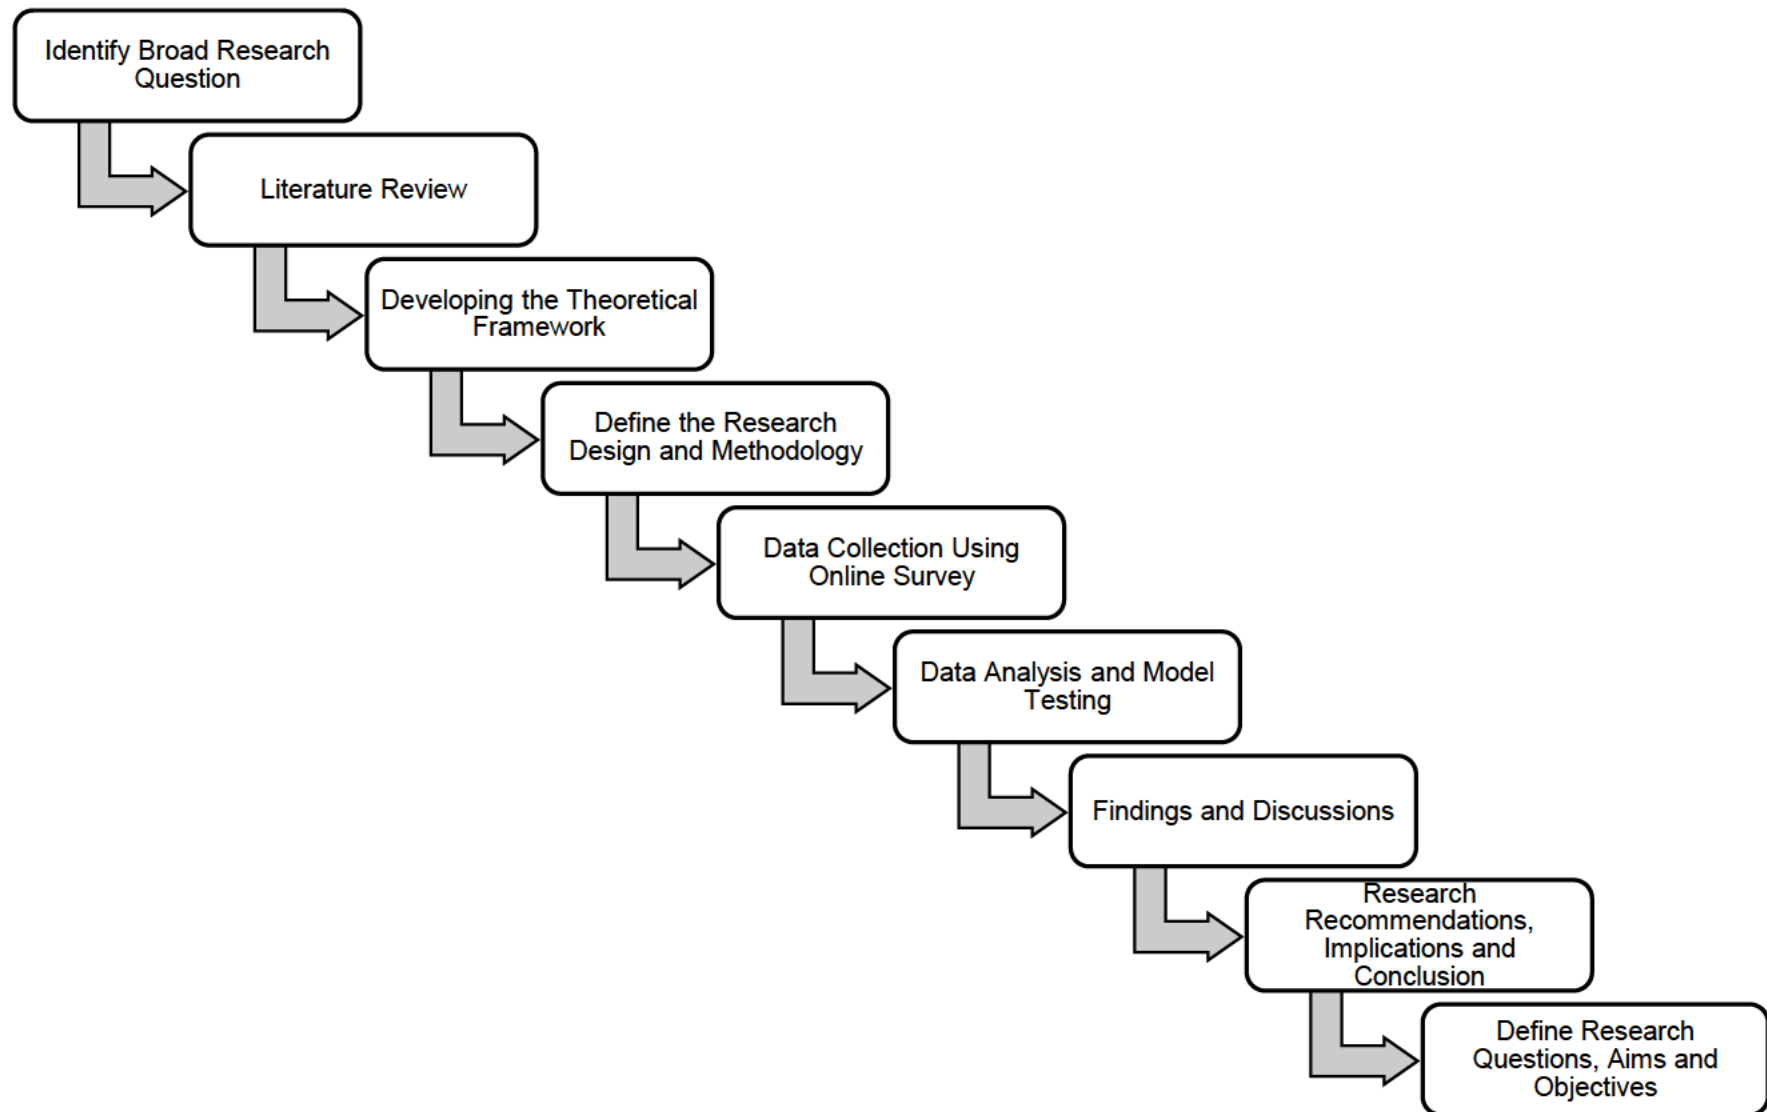 Identify Broad Research
Question
Literature Review
Developing the Theoretical
Framework
Define the Research
Design and Methodology
Data Collection Using
Online Survey
Data Analysis and Model
Testing
Findings and Discussions
Research
Recommendations,
Implications and
Conclusion
Define Research
Questions, Aims and
Objectives